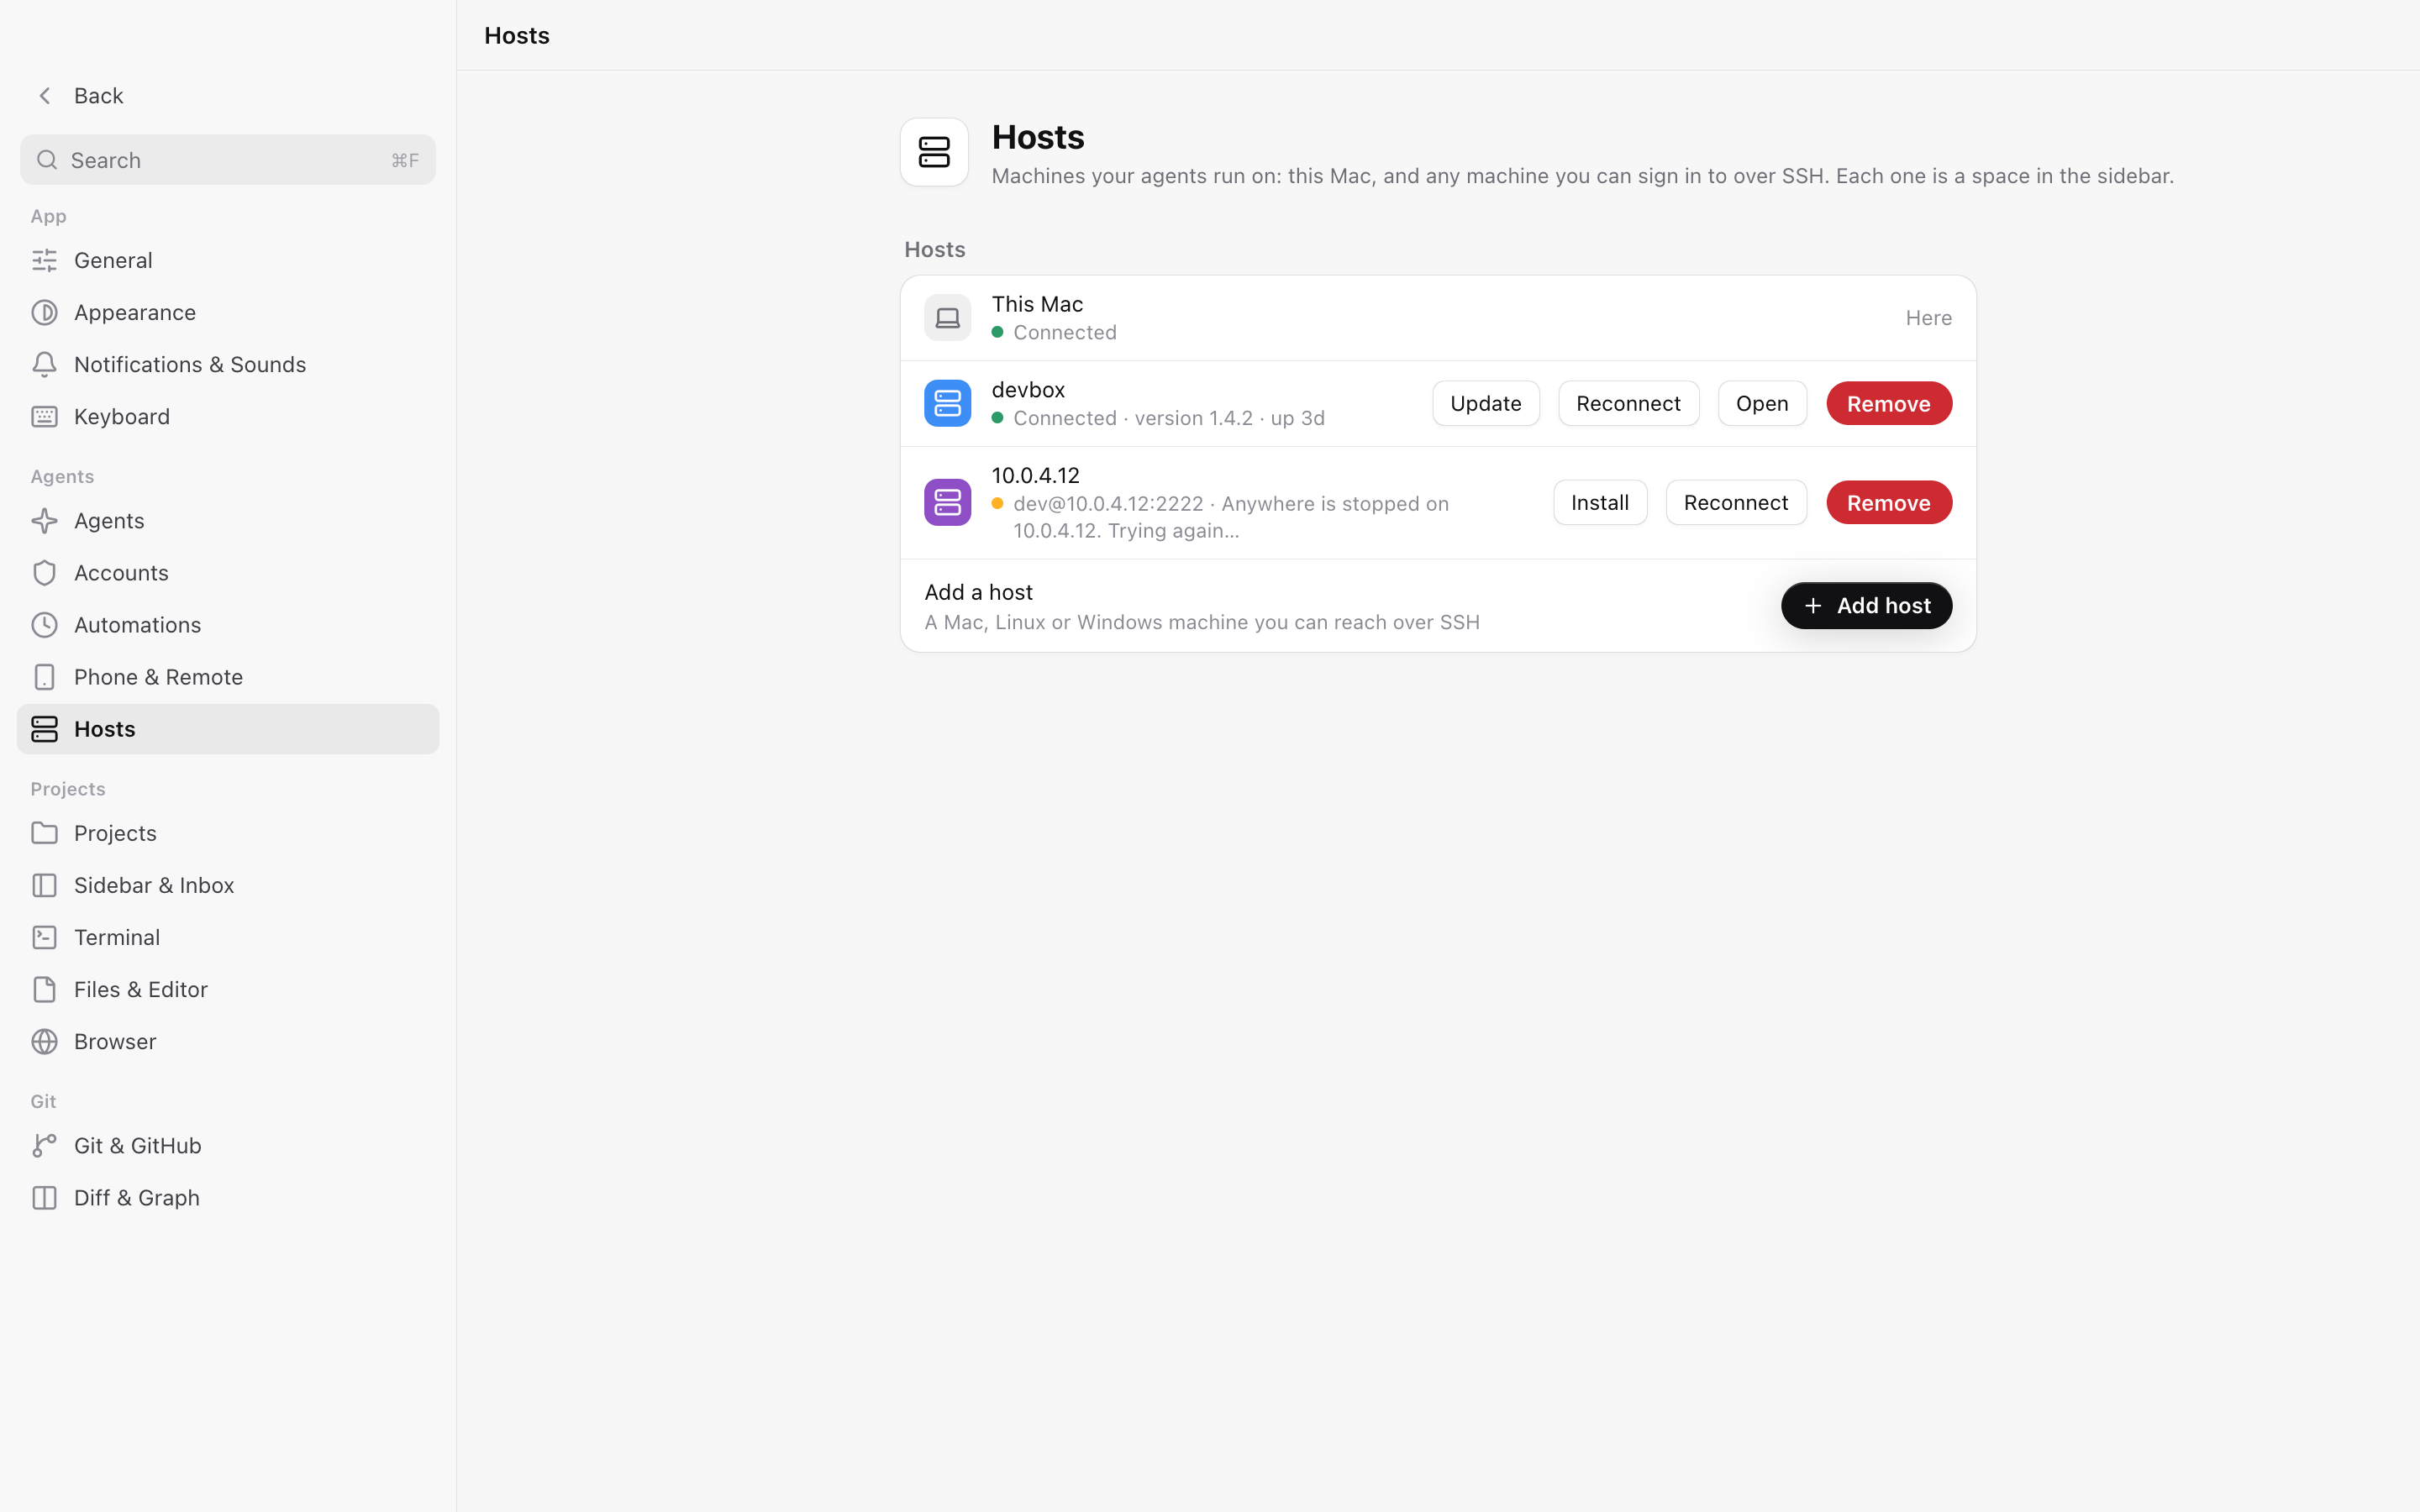 Hosts
Back
Search ⌘F
App
General
Appearance
Notifications & Sounds
Keyboard
Agents
Agents
Accounts
Automations
Phone & Remote
Hosts
Projects
Projects
Sidebar & Inbox
Terminal
Files & Editor
Browser
Git
Git & GitHub
Diff & Graph
Hosts
Machines your agents run on: this Mac, and any machine you can sign in to over SSH. Each one is a space in the sidebar.
Hosts
This Mac
Connected
Here
devbox
Connected · version 1.4.2 · up 3d
Update Reconnect Open Remove
10.0.4.12
dev@10.0.4.12:2222 · Anywhere is stopped on
10.0.4.12. Trying again…
Install Reconnect Remove
Add a host
A Mac, Linux or Windows machine you can reach over SSH
Add host